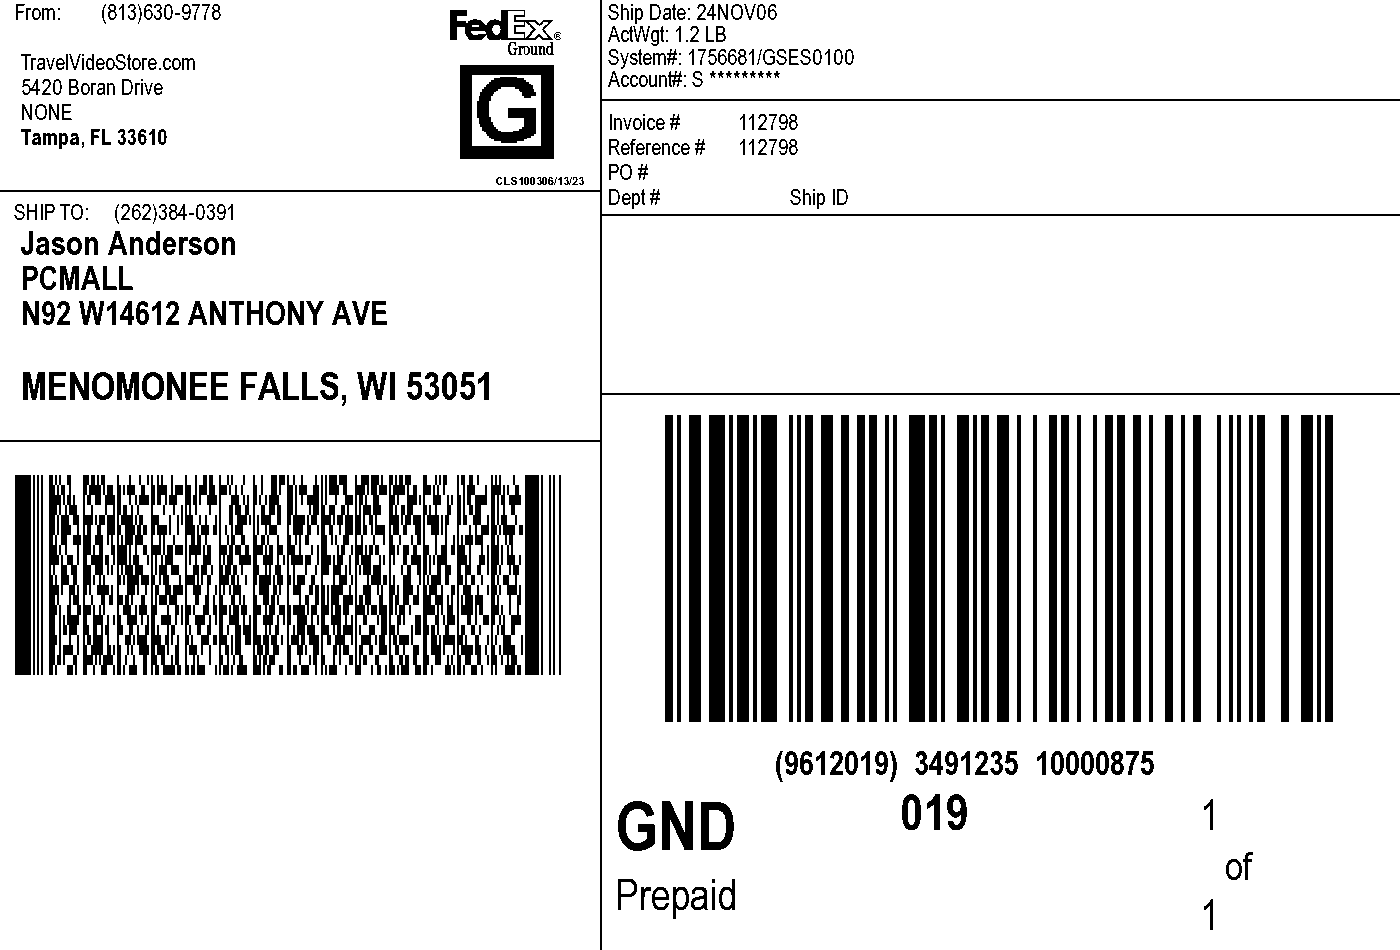 From: (813)630-9778
TravelVideoStore.com
5420 Boran Drive
NONE
Tampa, FL 33610
FedEx®
Ground
G
CLS100306/13/23
Ship Date: 24NOV06
ActWgt: 1.2 LB
System#: 1756681/GSES0100
Account#: S *********
Invoice # 112798
Reference # 112798
PO #
Dept # Ship ID
SHIP TO: (262)384-0391
Jason Anderson
PCMALL
N92 W14612 ANTHONY AVE
MENOMONEE FALLS, WI 53051
(9612019) 3491235 10000875
GND 019 1
of
Prepaid 1